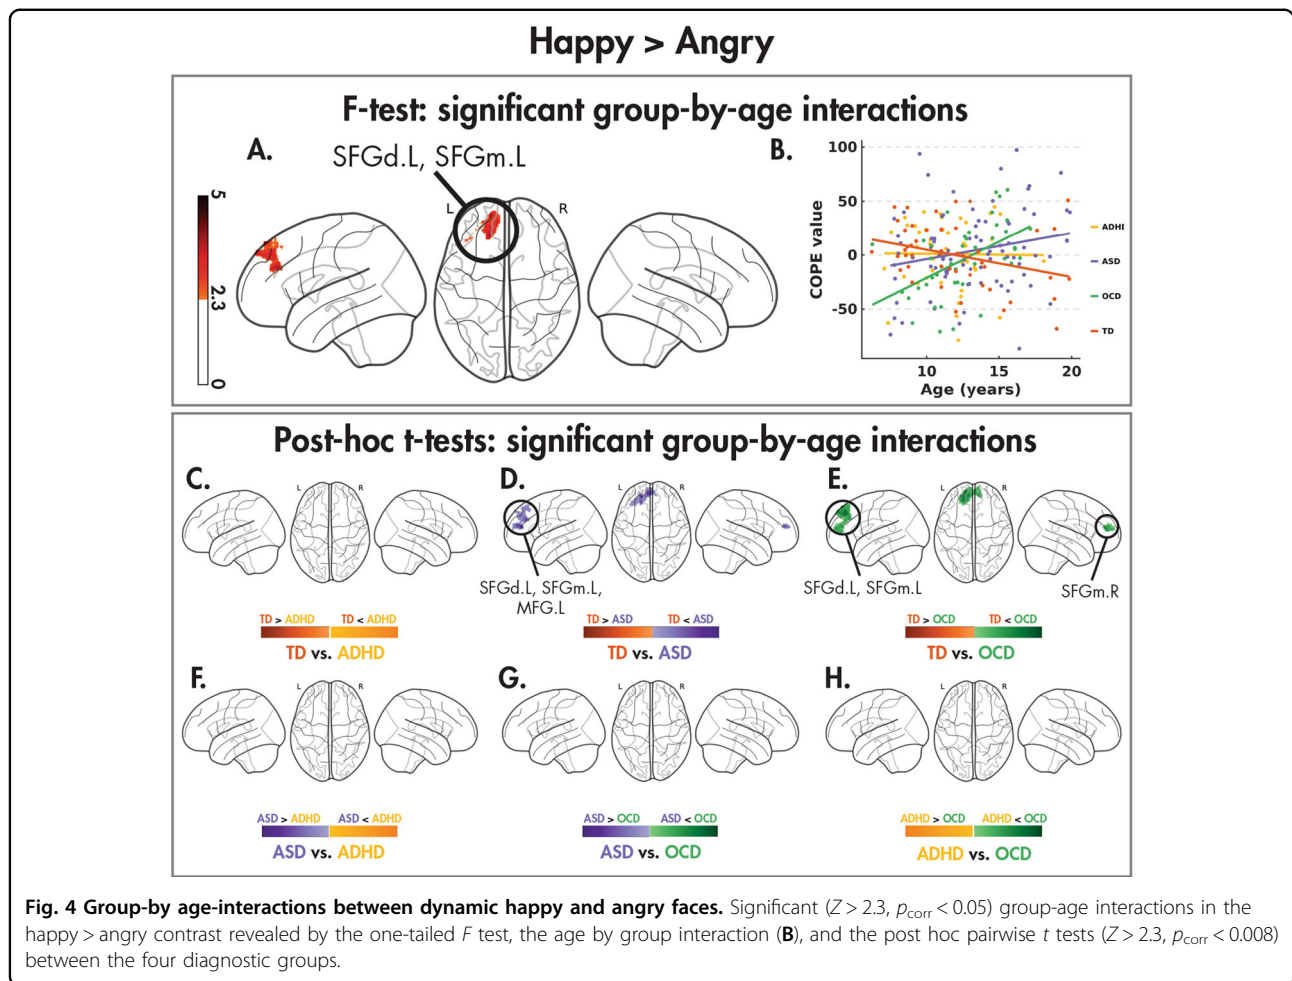 Happy > Angry
F-test: significant group-by-age interactions
A.
SFGd.L, SFGm.L
L
R
5
2.3
0
B.
100
50
0
-50
COPE value
10
15
20
Age (years)
ADHI
ASD
OCD
TD
Post-hoc t-tests: significant group-by-age interactions
C.
L
R
TD > ADHD
TD < ADHD
TD vs. ADHD
D.
L
R
SFGd.L, SFGm.L,
MFG.L
TD > ASD
TD < ASD
TD vs. ASD
E.
L
R
SFGd.L, SFGm.L
SFGm.R
TD > OCD
TD < OCD
TD vs. OCD
F.
L
R
ASD > ADHD
ASD < ADHD
ASD vs. ADHD
G.
L
R
ASD > OCD
ASD < OCD
ASD vs. OCD
H.
L
R
ADHD > OCD
ADHD < OCD
ADHD vs. OCD
Fig. 4 Group-by age-interactions between dynamic happy and angry faces. Significant (Z > 2.3, pcorr < 0.05) group-age interactions in the
happy > angry contrast revealed by the one-tailed F test, the age by group interaction (B), and the post hoc pairwise t tests (Z > 2.3, pcorr < 0.008)
between the four diagnostic groups.